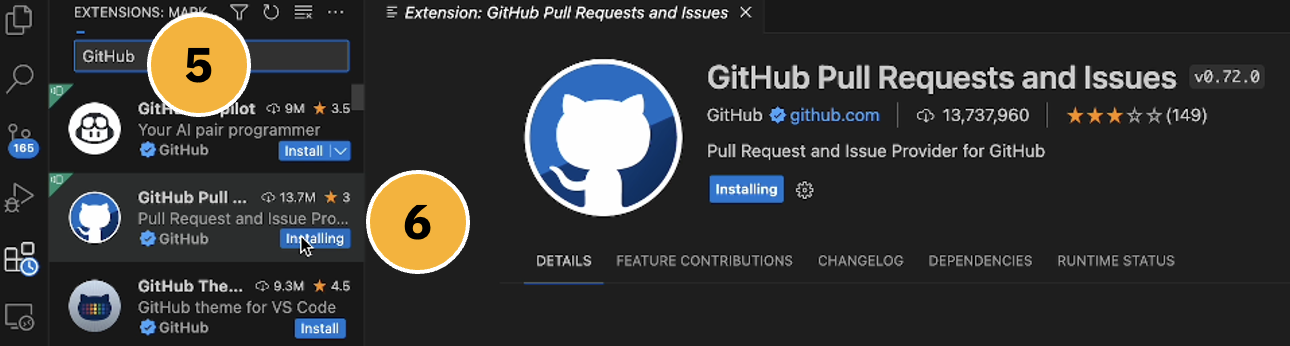 EXTENSIONS: MARK
GitHub
5
9M 3.5
Your AI pair programmer
GitHub
Install
165
GitHub Pull ... 13.7M 3
Pull Request and Issue Pro...
GitHub
Installing
6
GitHub The... 9.3M 4.5
GitHub theme for VS Code
GitHub
Install
Extension: GitHub Pull Requests and Issues
GitHub Pull Requests and Issues v0.72.0
GitHub github.com 13,737,960 (149)
Pull Request and Issue Provider for GitHub
Installing
DETAILS FEATURE CONTRIBUTIONS CHANGELOG DEPENDENCIES RUNTIME STATUS